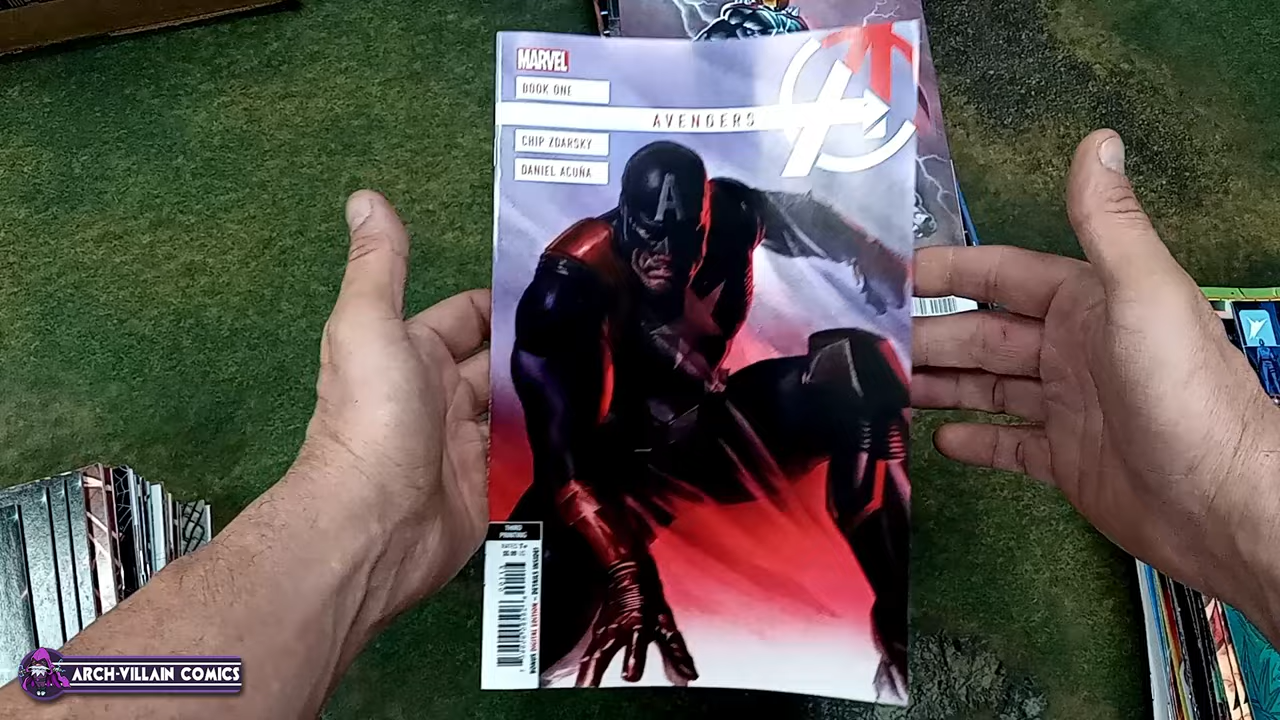 MARVEL
BOOK ONE
AVENGERS
CHIP ZDARSKY
DANIEL ACUÑA
A
THIRD
PRINTING
ARCH-VILLAIN COMICS